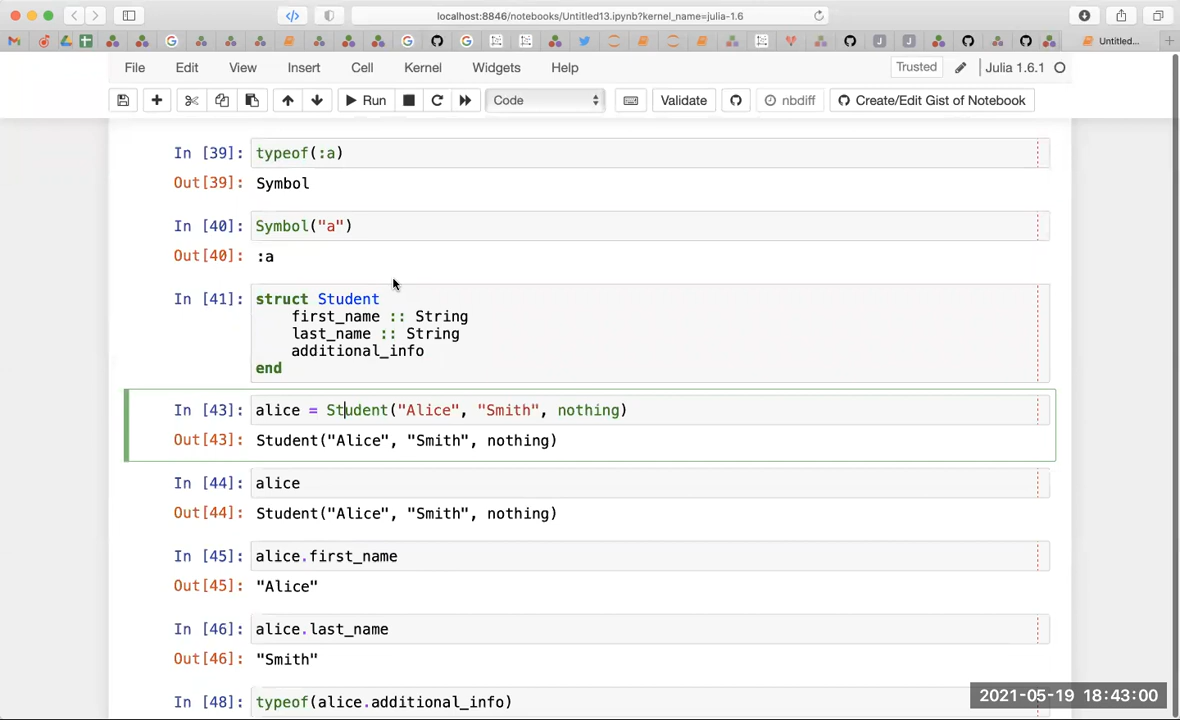 localhost:8846/notebooks/Untitled13.ipynb?kernel_name=julia-1.6
Untitled...
File Edit View Insert Cell Kernel Widgets Help Trusted Julia 1.6.1
Run Code Validate nbdiff Create/Edit Gist of Notebook
In [39]: typeof(:a)
Out[39]: Symbol
In [40]: Symbol("a")
Out[40]: :a
In [41]: struct Student
first_name :: String
last_name :: String
additional_info
end
In [43]: alice = Student("Alice", "Smith", nothing)
Out[43]: Student("Alice", "Smith", nothing)
In [44]: alice
Out[44]: Student("Alice", "Smith", nothing)
In [45]: alice.first_name
Out[45]: "Alice"
In [46]: alice.last_name
Out[46]: "Smith"
In [48]: typeof(alice.additional_info)
2021-05-19 18:43:00